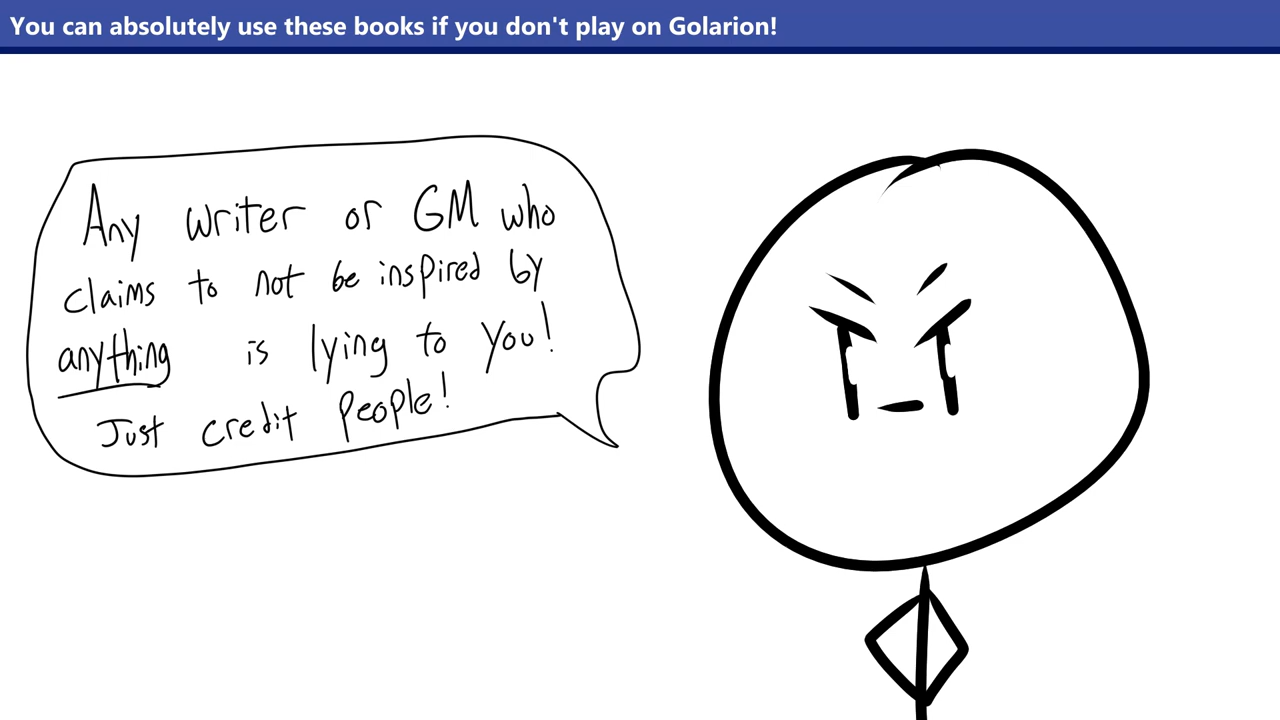 You can absolutely use these books if you don't play on Golarion!
Any writer or GM who
claims to not be inspired by
anything is lying to you!
Just credit people!